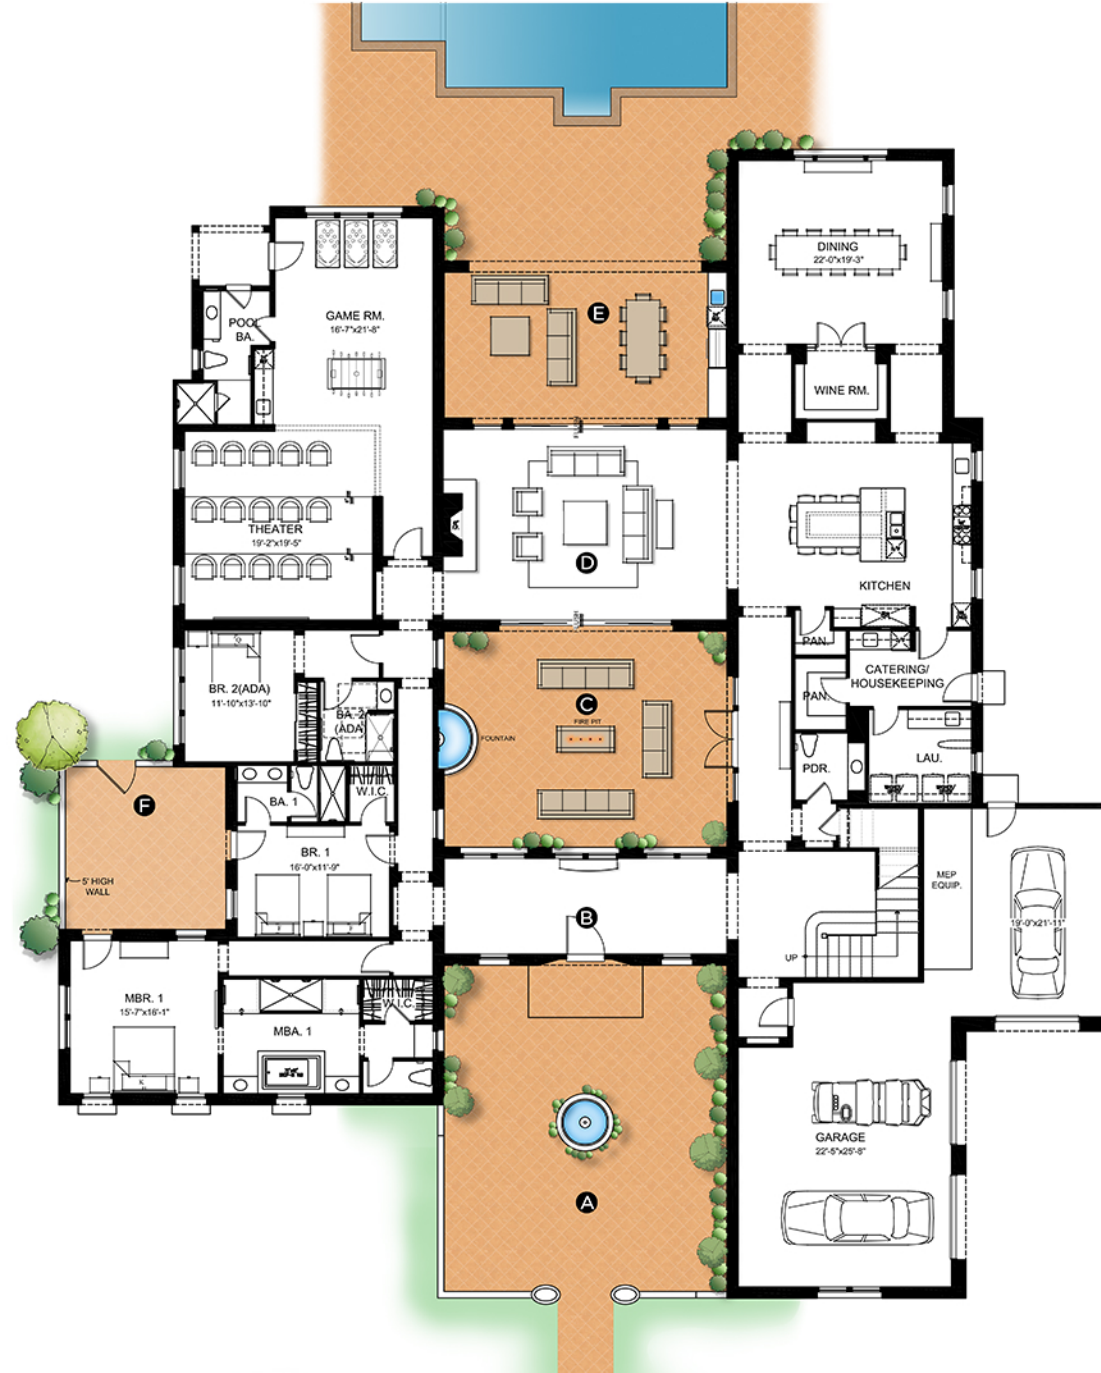 DINING
22'-0"x19'-3"
E
GAME RM.
16'-7"x21'-8"
POOL
BA.
WINE RM.
THEATER
19'-2"x19'-5"
D
KITCHEN
PAN.
CATERING/
HOUSEKEEPING
PAN.
BR. 2(ADA)
11'-10"x13'-10"
BA. 2
(ADA
C
FIRE PIT
FOUNTAIN
LAU.
PDR.
W.I.C.
BA. 1
F
BR. 1
16'-0"x11'-9"
5' HIGH
WALL
MEP
EQUIP.
B
19'-0"x21'-11"
UP
MBR. 1
15'-7"x16'-1"
W.I.C.
MBA. 1
K
GARAGE
22'-5"x25'-8"
A